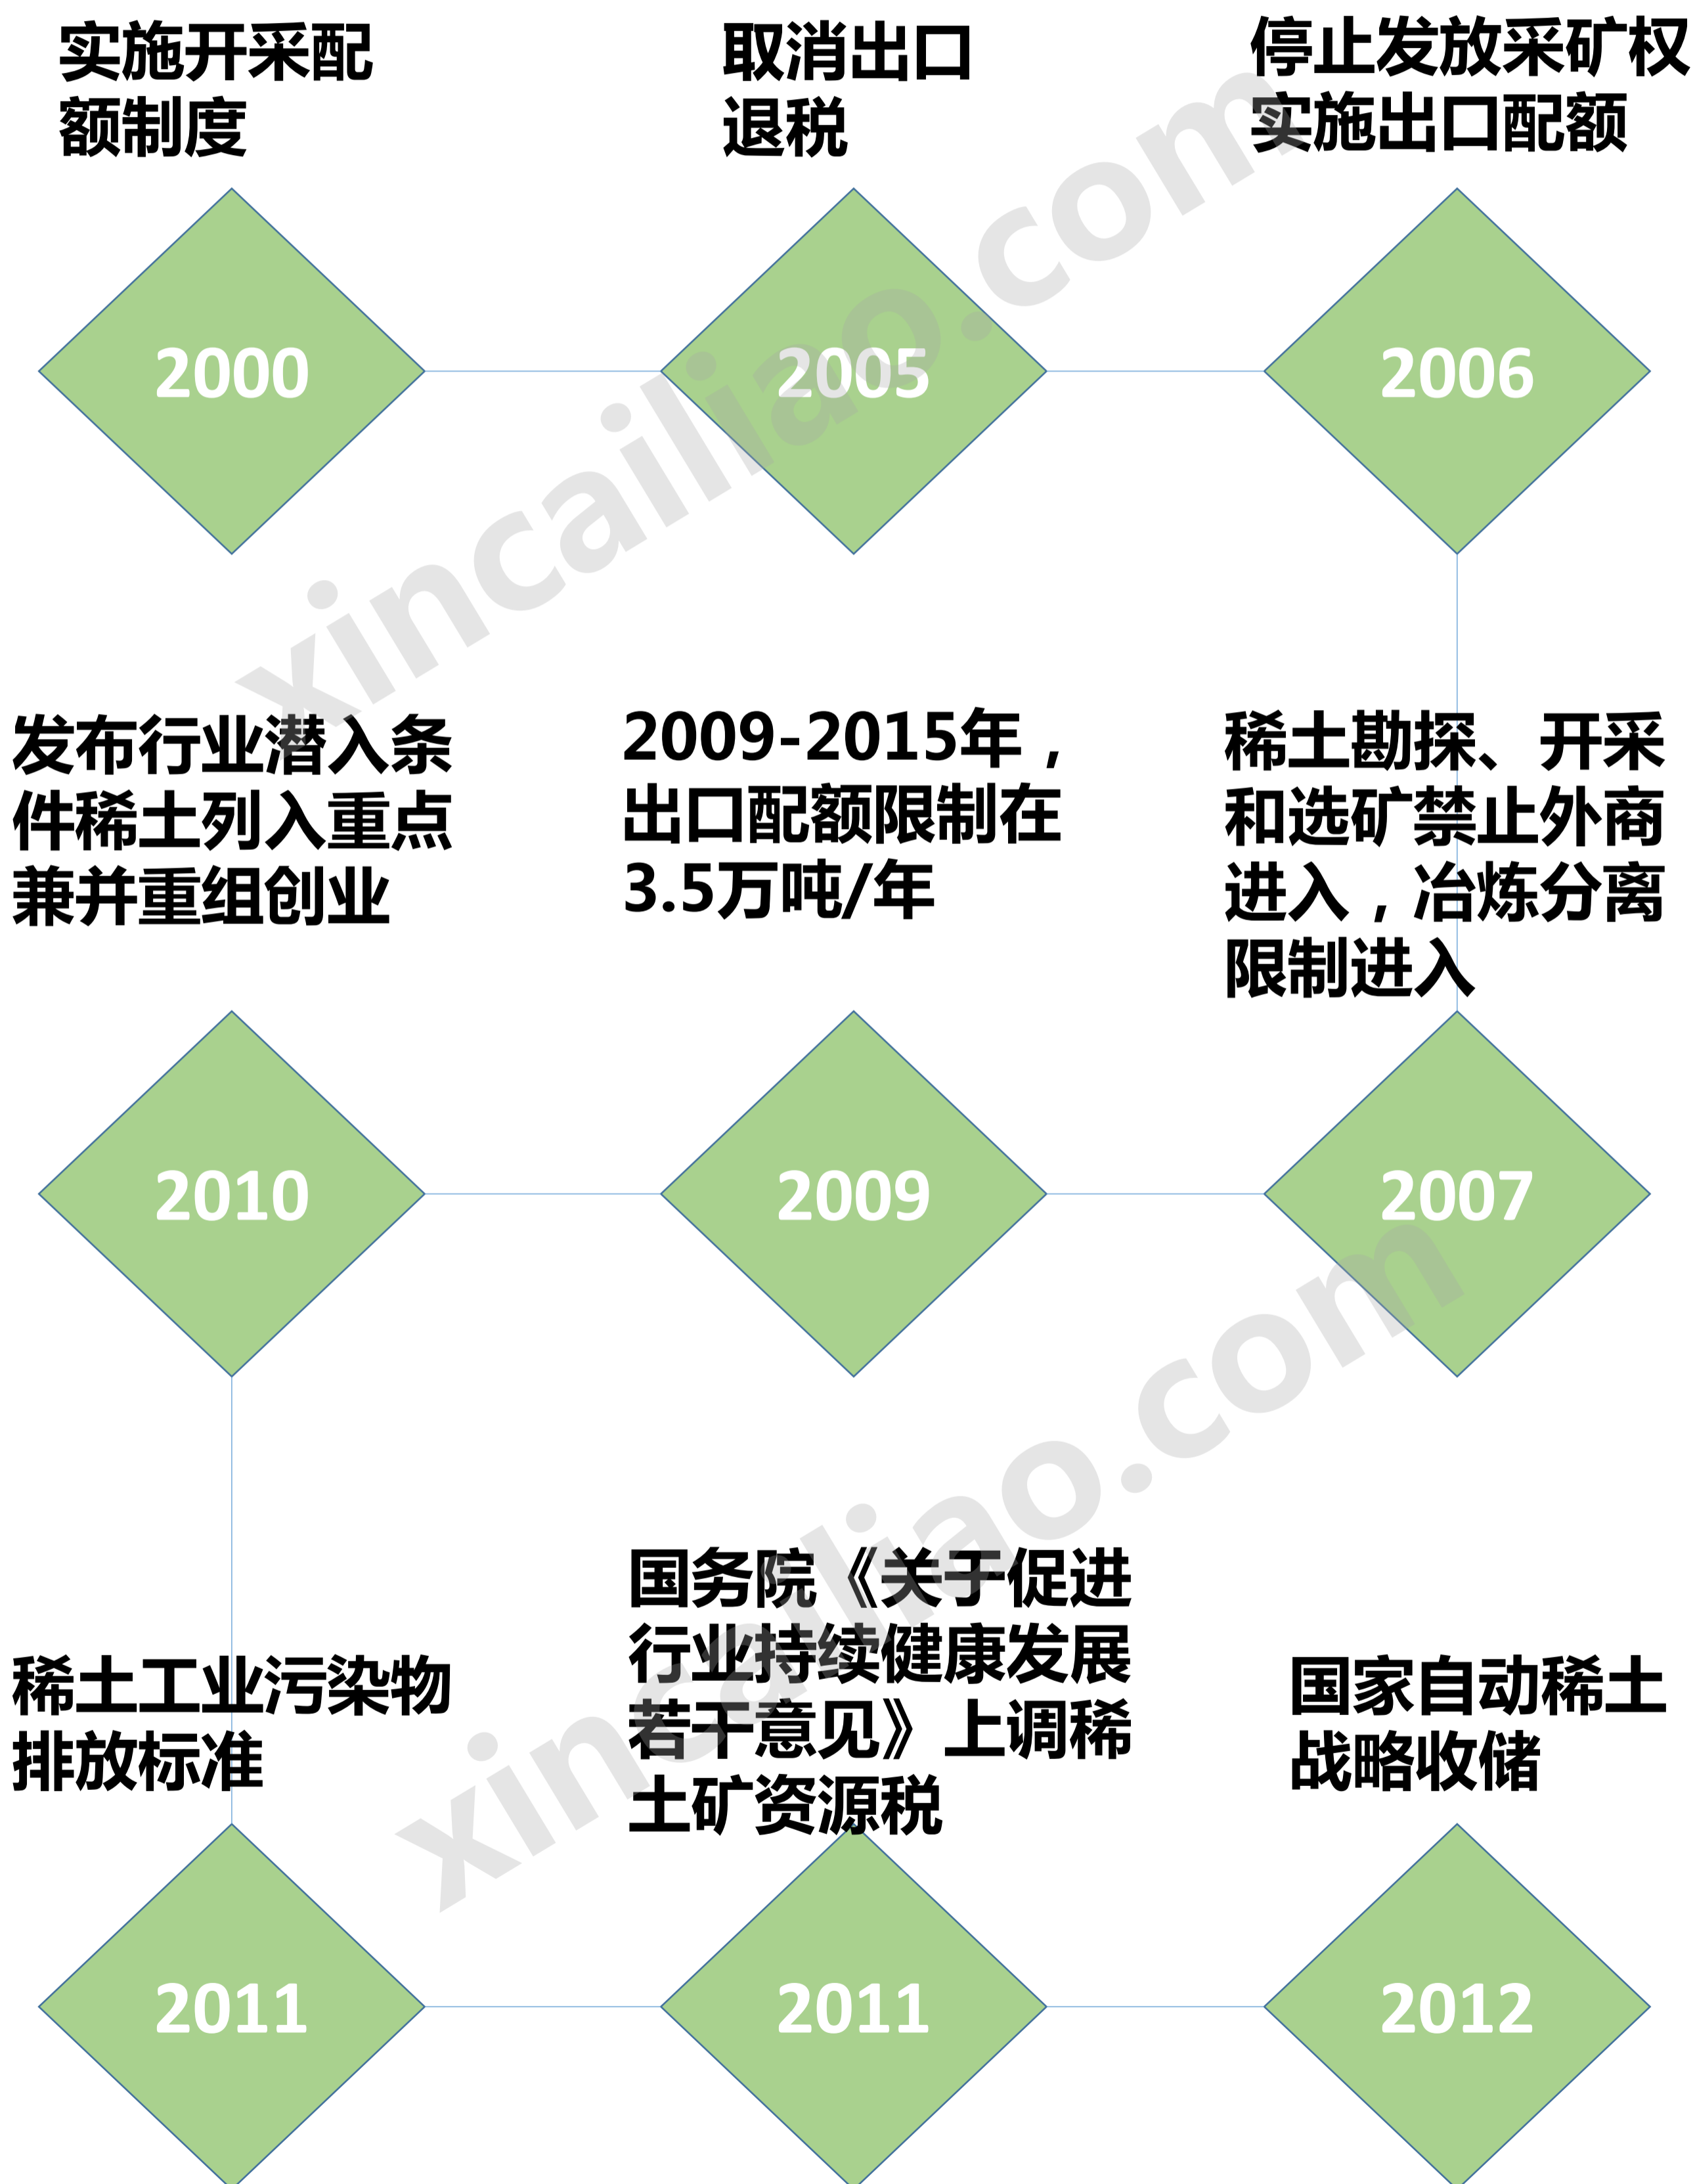 实施开采配
额制度
取消出口
退税
停止发放采矿权
实施出口配额
2000
2005
2006
发布行业潜入条
件稀土列入重点
兼并重组创业
2009-2015年，
出口配额限制在
3.5万吨/年
稀土勘探、开采
和选矿禁止外商
进入，冶炼分离
限制进入
2010
2009
2007
稀土工业污染物
排放标准
国务院《关于促进
行业持续健康发展
若干意见》上调稀
土矿资源税
国家自动稀土
战略收储
2011
2011
2012
xincailiao.com
xincailiao.com